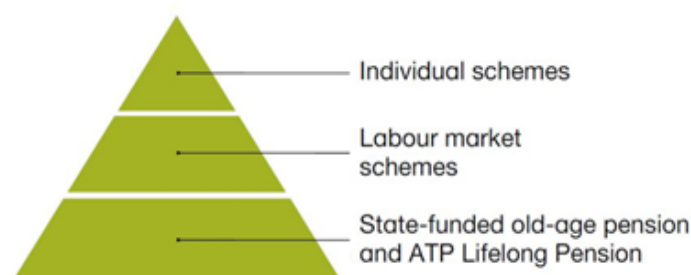 Individual schemes
Labour market
schemes
State-funded old-age pension
and ATP Lifelong Pension